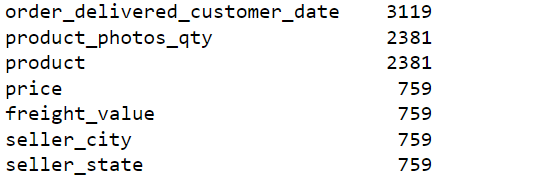 order_delivered_customer_date 3119
product_photos_qty 2381
product 2381
price 759
freight_value 759
seller_city 759
seller_state 759